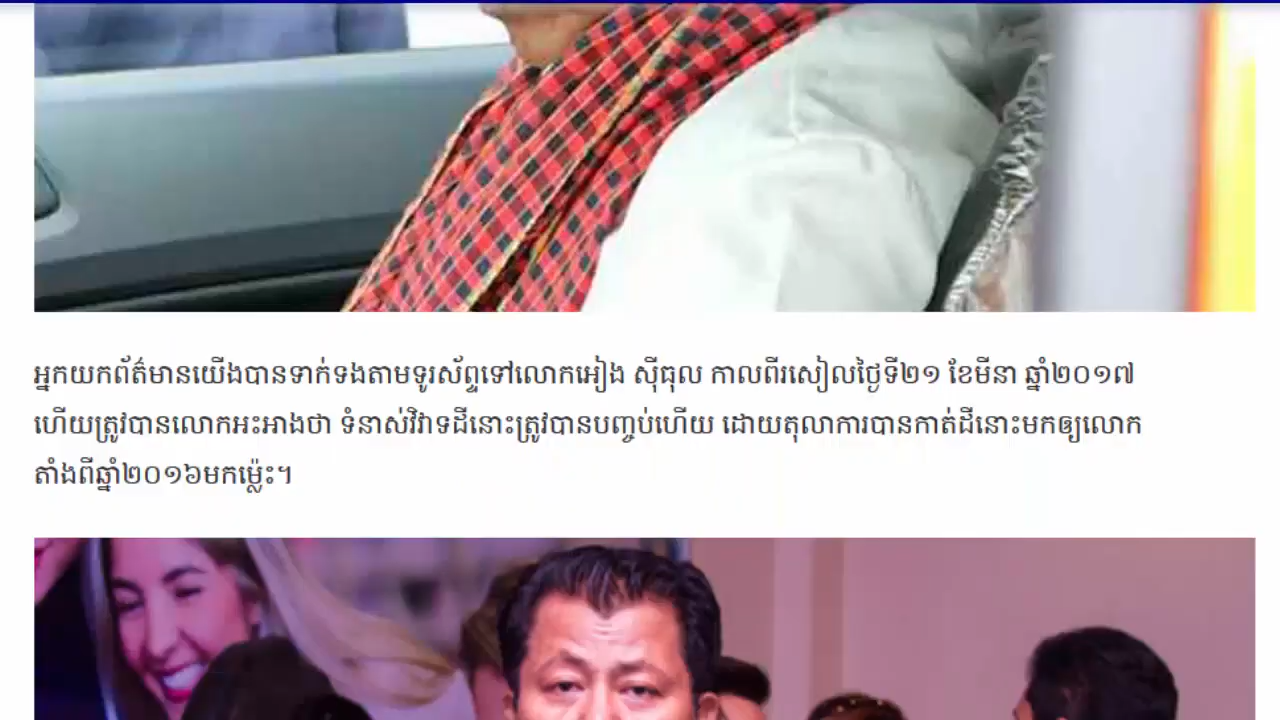 អ្នកយកព័ត៌មានយើងបានទាក់ទងតាមទូរស័ព្ទទៅលោកអៀង ស៊ីធុល កាលពីរសៀលថ្ងៃទី២១ ខែមីនា ឆ្នាំ២០១៧
ហើយត្រូវបានលោកអះអាងថា ទំនាស់វិវាទដីនោះត្រូវបានបញ្ចប់ហើយ ដោយតុលាការបានកាត់ដីនោះមកឲ្យលោក
តាំងពីឆ្នាំ២០១៦មកម្ល៉េះ។